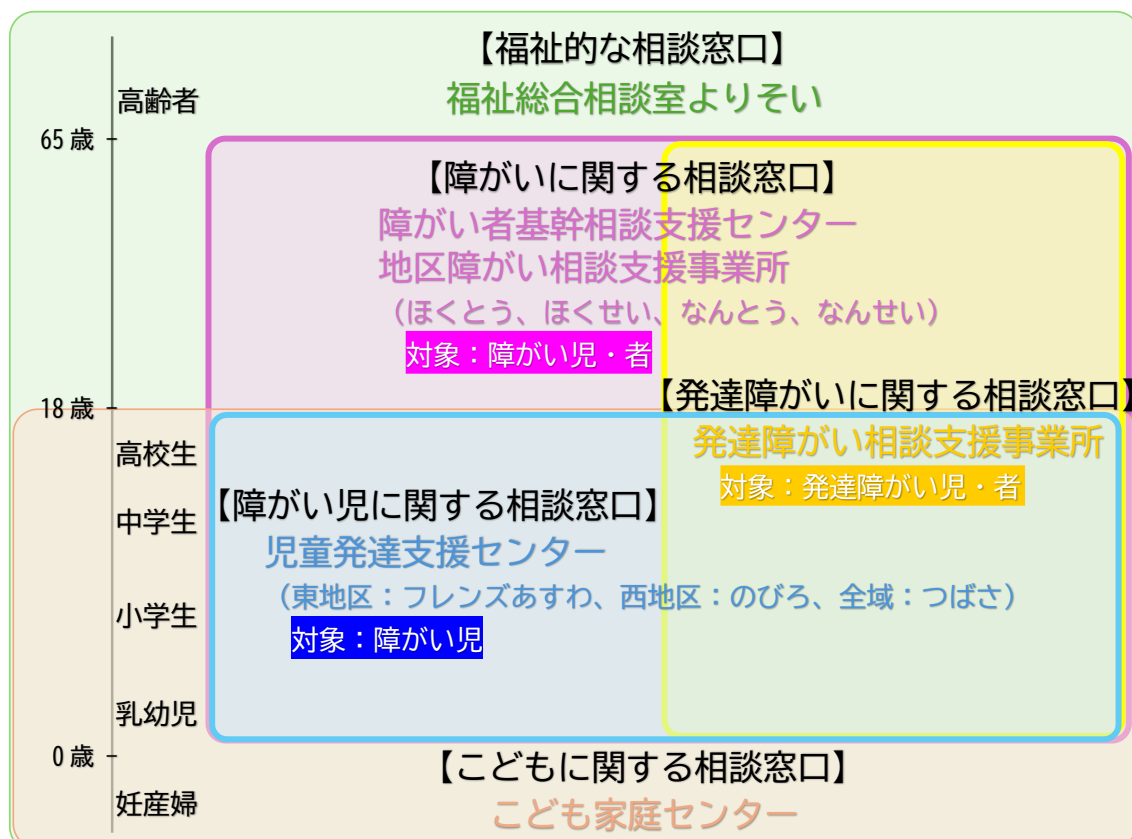 【福祉的な相談窓口】
福祉総合相談室よりそい
高齢者
65歳
【障がいに関する相談窓口】
障がい者基幹相談支援センター
地区障がい相談支援事業所
（ほくとう、ほくせい、なんとう、なんせい）
対象：障がい児・者
18歳
【発達障がいに関する相談窓口】
発達障がい相談支援事業所
対象：発達障がい児・者
高校生
中学生
【障がい児に関する相談窓口】
児童発達支援センター
（東地区：フレンズあすわ、西地区：のびろ、全域：つばさ）
小学生
対象：障がい児
乳幼児
0歳
【こどもに関する相談窓口】
妊産婦
こども家庭センター